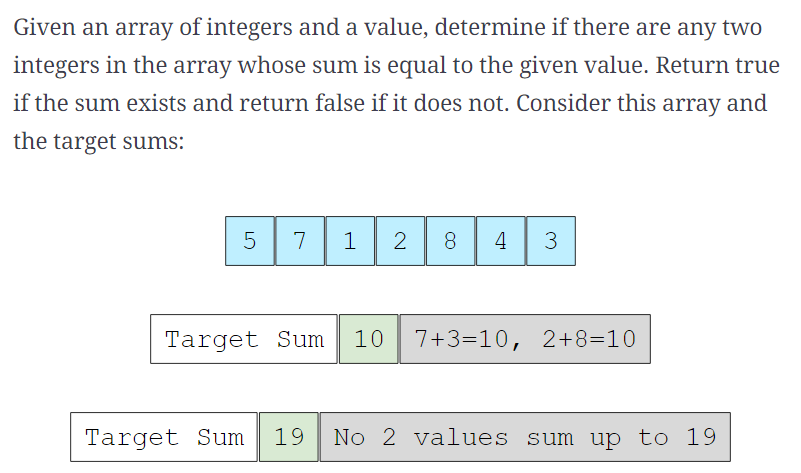 Given an array of integers and a value, determine if there are any two
integers in the array whose sum is equal to the given value. Return true
if the sum exists and return false if it does not. Consider this array and
the target sums:
5 7 1 2 8 4 3
Target Sum 10 7+3=10, 2+8=10
Target Sum 19 No 2 values sum up to 19